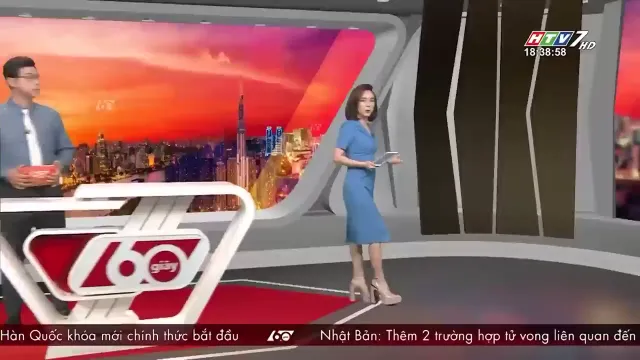 HTV7 HD
18:38:58
60 giây
Hàn Quốc khóa mới chính thức bắt đầu 60 Nhật Bản: Thêm 2 trường hợp tử vong liên quan đến